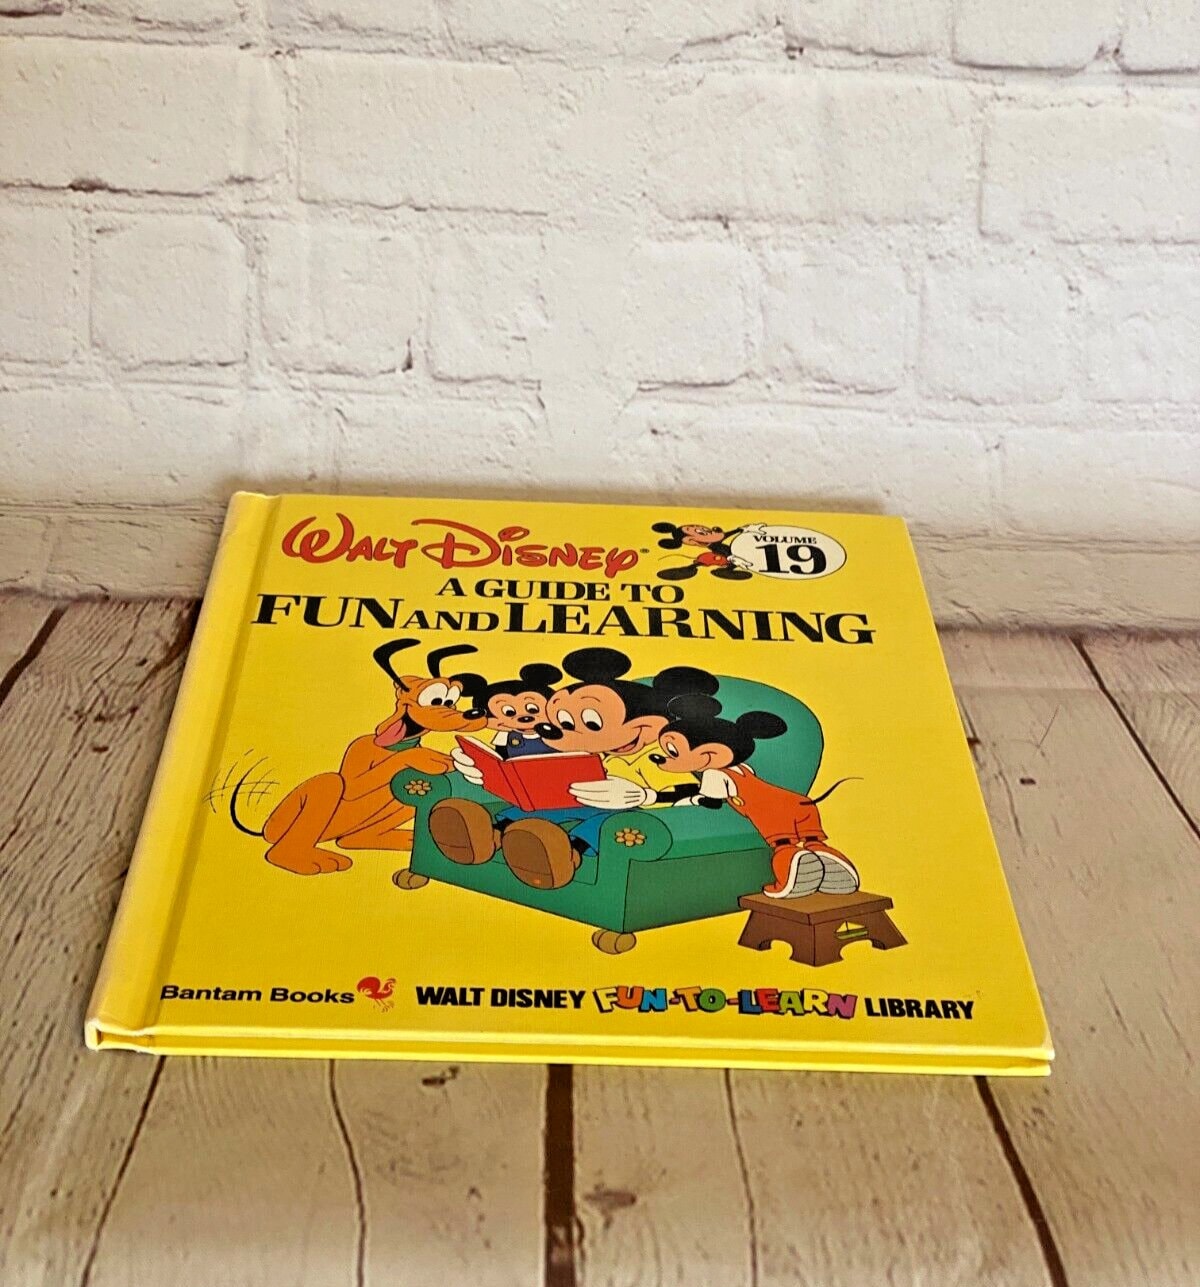 WALT DISNEY®
VOLUME
19
A GUIDE TO
FUN AND LEARNING
Bantam Books
WALT DISNEY FUN-TO-LEARN LIBRARY